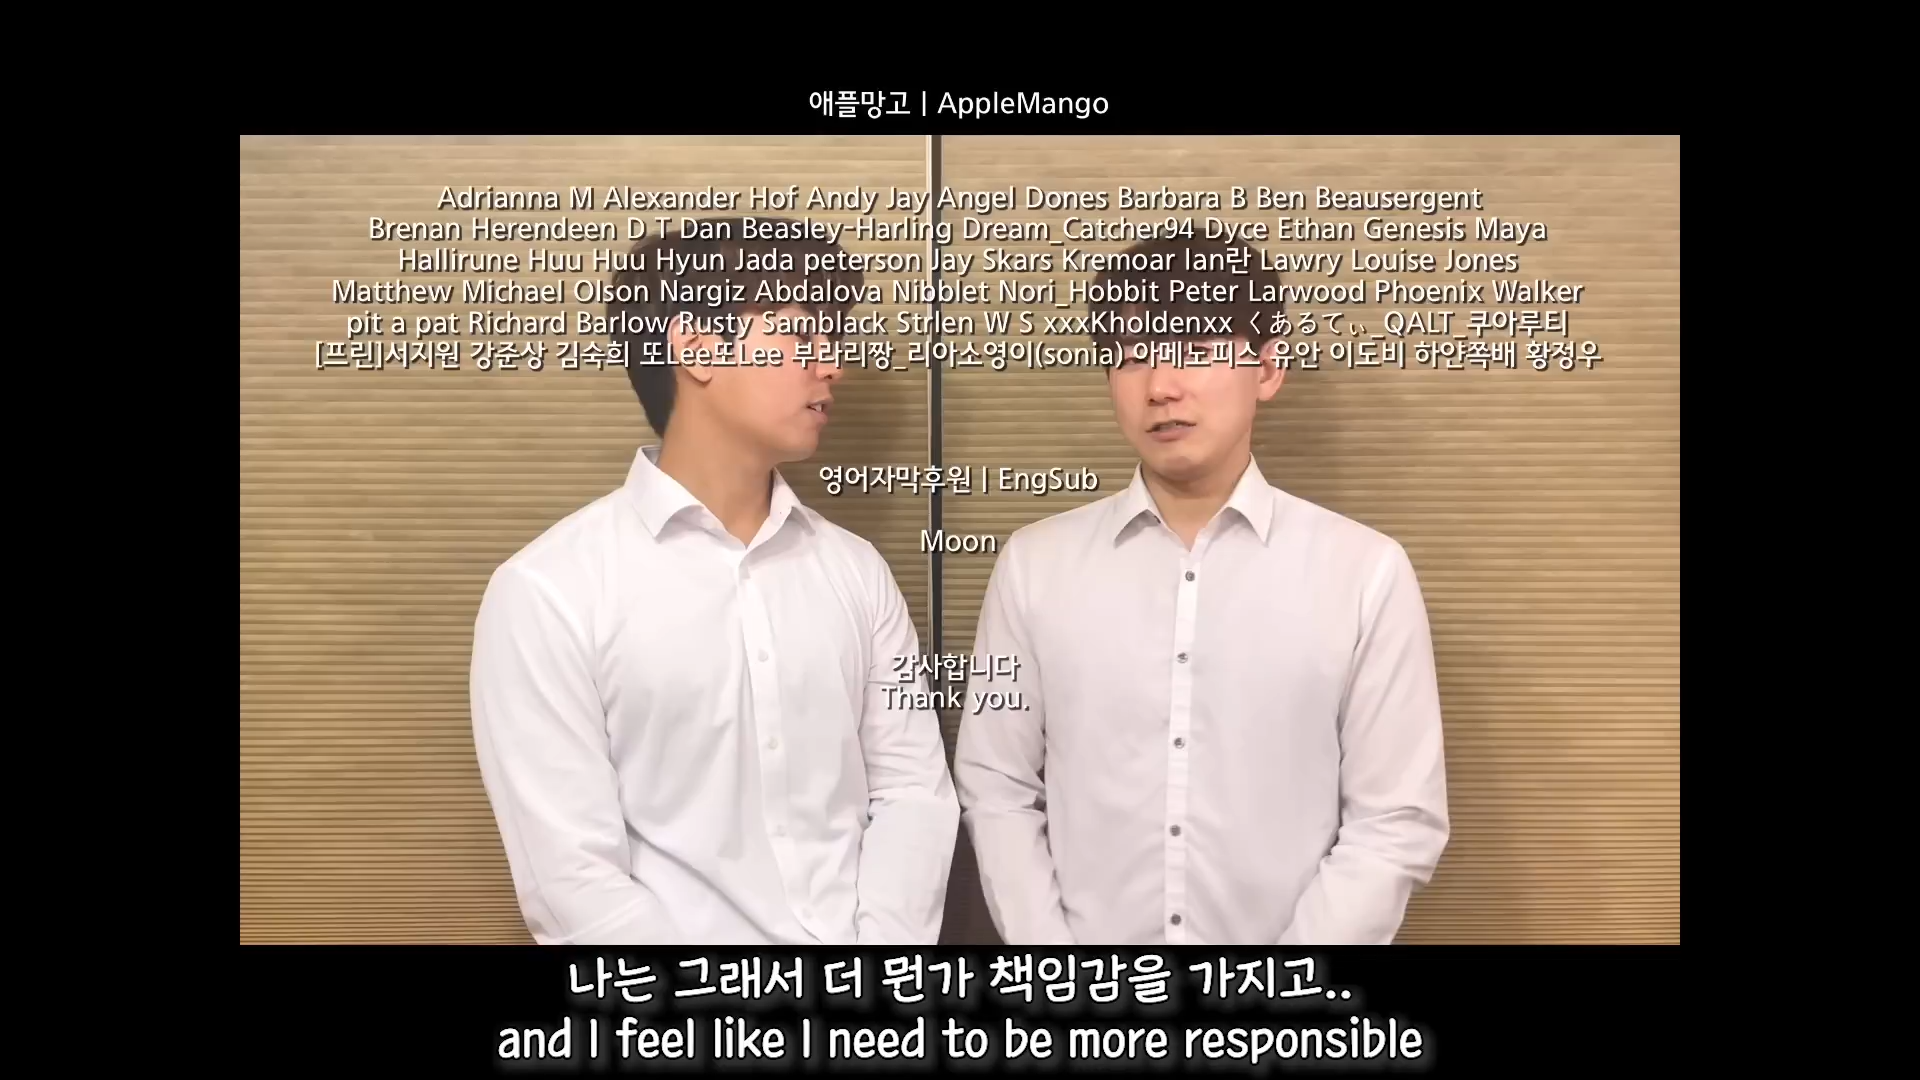 애플망고 | AppleMango
Adrianna M Alexander Hof Andy Jay Angel Dones Barbara B Ben Beausergent
Brenan Herendeen D T Dan Beasley-Harling Dream_Catcher94 Dyce Ethan Genesis Maya
Hallirune Huu Huu Hyun Jada peterson Jay Skars Kremoar lan란 Lawry Louise Jones
Matthew Michael Olson Nargiz Abdalova Nibblet Nori_Hobbit Peter Larwood Phoenix Walker
pit a pat Richard Barlow Rusty Samblack Strlen W S xxxKholdenxx くあるてぃ_QALT_쿠아루티
[프린]서지원 강준상 김숙희 또Lee또Lee 부라리짱_리아소영이(sonia) 아메노피스 유안 이도비 하얀쪽배 황정우
영어자막후원 | EngSub
Moon
감사합니다
Thank you.
나는 그래서 더 뭔가 책임감을 가지고..
and I feel like I need to be more responsible